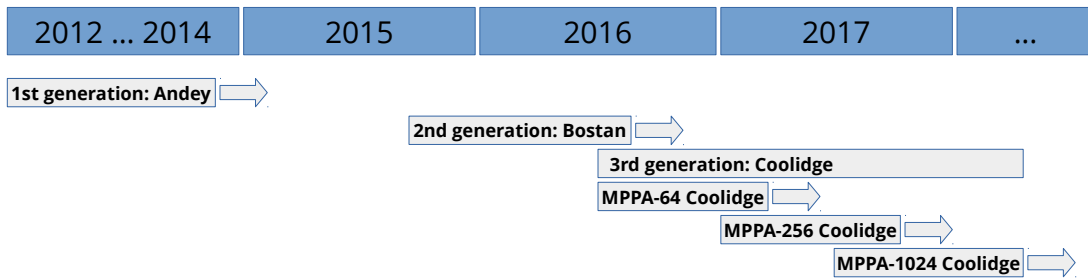 2012 ... 2014 2015 2016 2017 ...
1st generation: Andey
2nd generation: Bostan
3rd generation: Coolidge
MPPA-64 Coolidge
MPPA-256 Coolidge
MPPA-1024 Coolidge